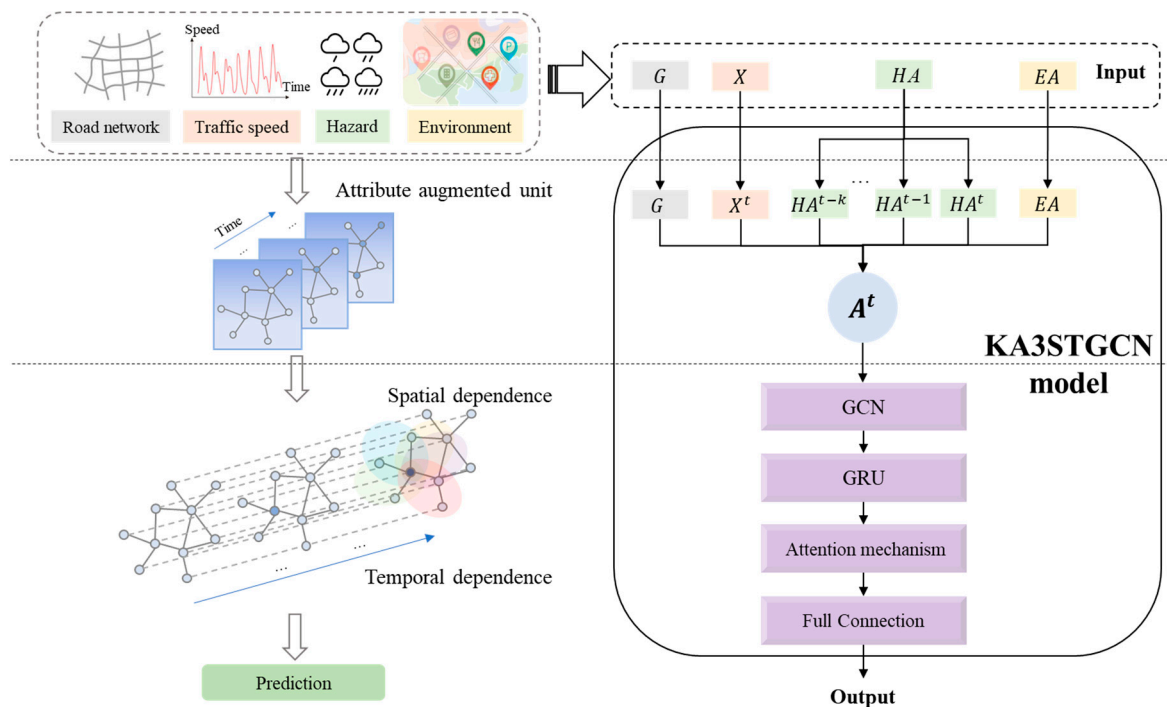 Speed
Time
Road network
Traffic speed
Hazard
Environment
P
G
X
HA
EA
Input
Attribute augmented unit
Time
...
...
G
X^t
HA^{t-k}
...
HA^{t-1}
HA^t
EA
A^t
KA3STGCN
model
Spatial dependence
...
...
Temporal dependence
Prediction
GCN
GRU
Attention mechanism
Full Connection
Output